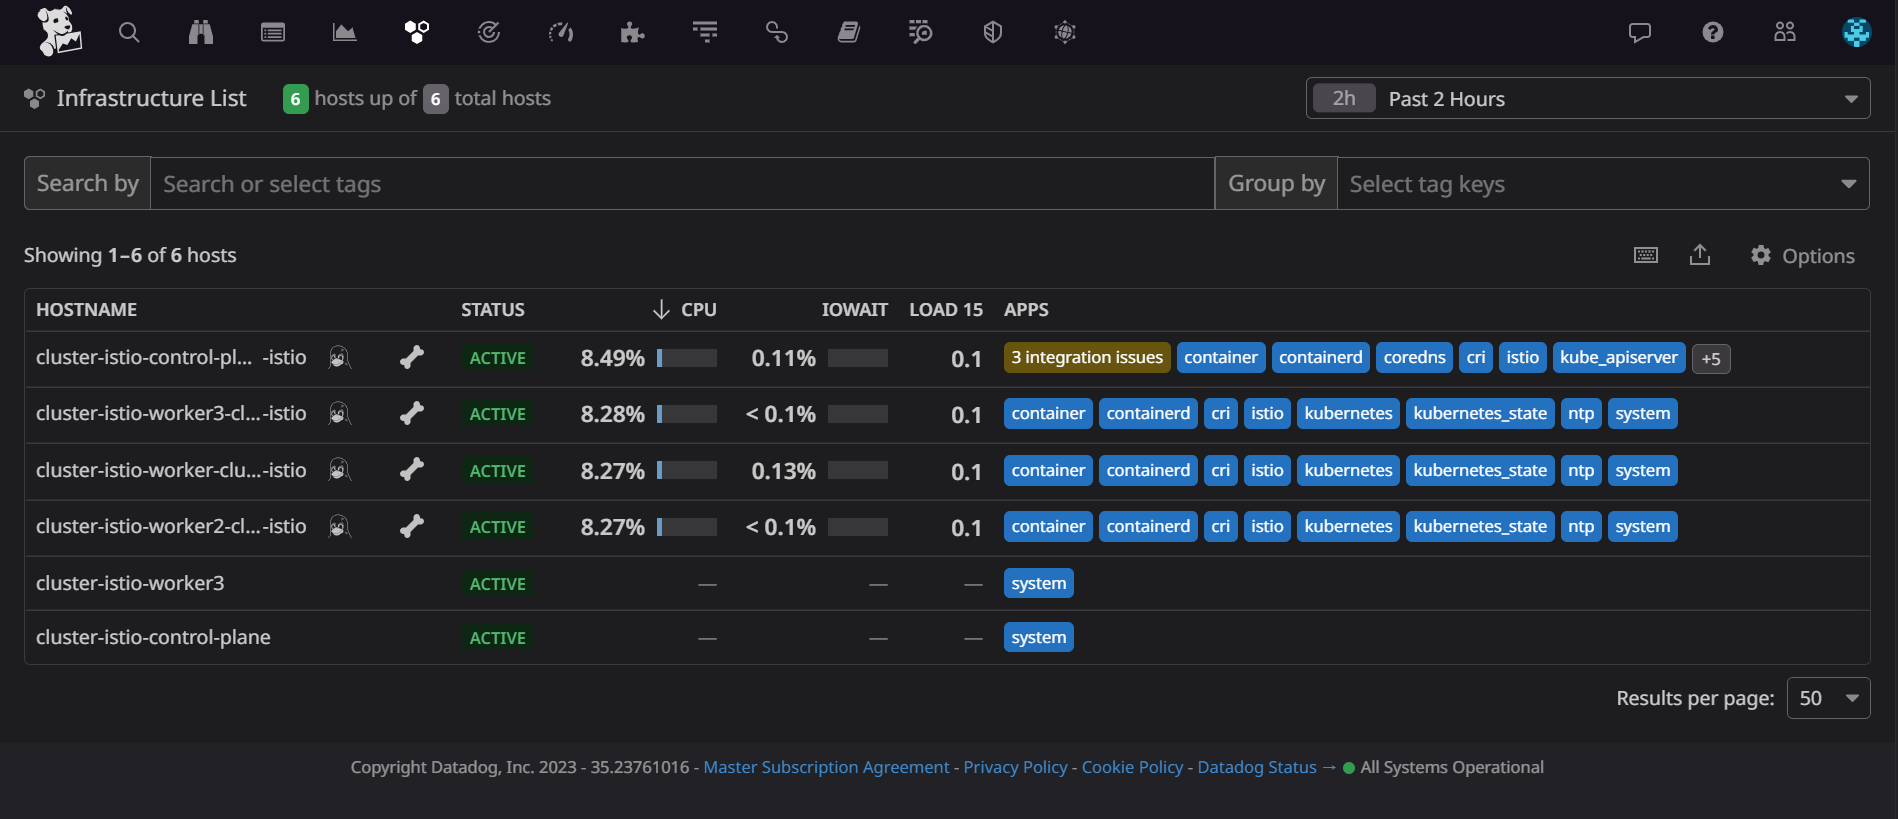 Infrastructure List 6 hosts up of 6 total hosts 2h Past 2 Hours
Search by Search or select tags Group by Select tag keys
Showing 1–6 of 6 hosts Options
HOSTNAME STATUS CPU IOWAIT LOAD 15 APPS
cluster-istio-control-pl... -istio ACTIVE 8.49% 0.11% 0.1 3 integration issues container containerd coredns cri istio kube_apiserver +5
cluster-istio-worker3-cl...-istio ACTIVE 8.28% < 0.1% 0.1 container containerd cri istio kubernetes kubernetes_state ntp system
cluster-istio-worker-clu...-istio ACTIVE 8.27% 0.13% 0.1 container containerd cri istio kubernetes kubernetes_state ntp system
cluster-istio-worker2-cl...-istio ACTIVE 8.27% < 0.1% 0.1 container containerd cri istio kubernetes kubernetes_state ntp system
cluster-istio-worker3 ACTIVE — — — system
cluster-istio-control-plane ACTIVE — — — system
Results per page: 50
Copyright Datadog, Inc. 2023 - 35.23761016 - Master Subscription Agreement - Privacy Policy - Cookie Policy - Datadog Status → All Systems Operational